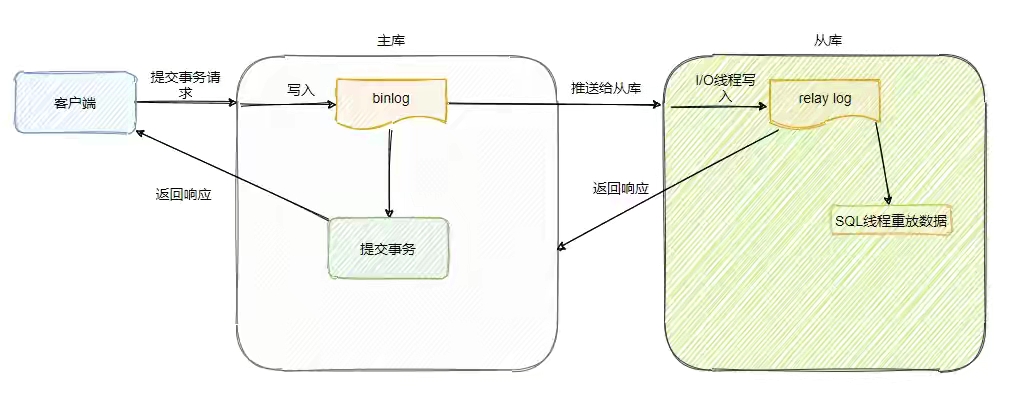 主库
从库
客户端
提交事务请
求
写入
binlog
推送给从库
I/O线程写
入
relay log
返回响应
返回响应
提交事务
SQL线程重放数据